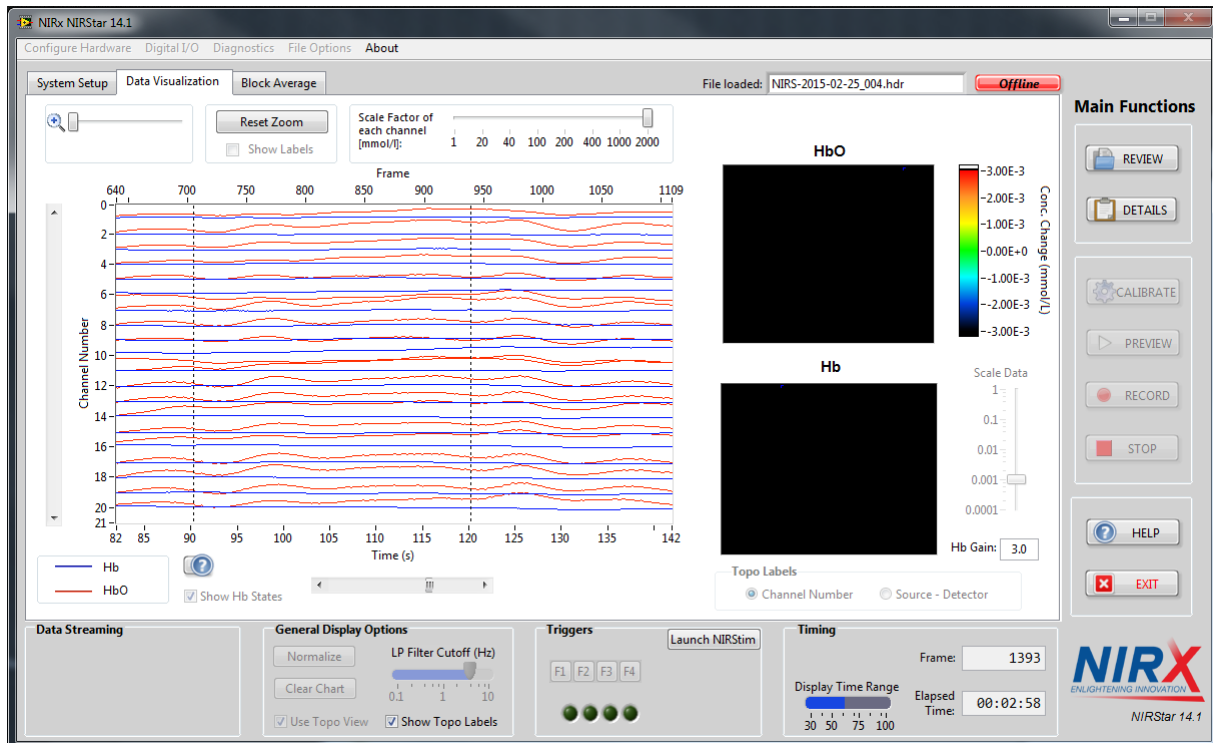 NIRx NIRStar 14.1
Configure Hardware Digital I/O Diagnostics File Options About
System Setup Data Visualization Block Average
File loaded: NIRS-2015-02-25_004.hdr Offline
Reset Zoom
Show Labels
Scale Factor of
each channel
[mmol/l]:
1 20 40 100 200 400 1000 2000
Frame
640 700 750 800 850 900 950 1000 1050 1109
Channel Number
0
2
4
6
8
10
12
14
16
18
20
21
82 85 90 95 100 105 110 115 120 125 130 135 142
Time (s)
Hb
HbO
Show Hb States
HbO
3.00E-3
2.00E-3
1.00E-3
0.00E+0
-1.00E-3
-2.00E-3
-3.00E-3
Conc. Change (mmol/L)
Hb
Scale Data
1
0.1
0.01
0.001
0.0001
Hb Gain: 3.0
Topo Labels
Channel Number Source - Detector
Main Functions
REVIEW
DETAILS
CALIBRATE
PREVIEW
RECORD
STOP
HELP
EXIT
Data Streaming
General Display Options
Normalize
Clear Chart
LP Filter Cutoff (Hz)
0.1 1 10
Use Topo View Show Topo Labels
Triggers
Launch NIRStim
F1 F2 F3 F4
Timing
Frame: 1393
Display Time Range
30 50 75 100
Elapsed
Time: 00:02:58
NIRX
ENLIGHTENING INNOVATION
NIRStar 14.1